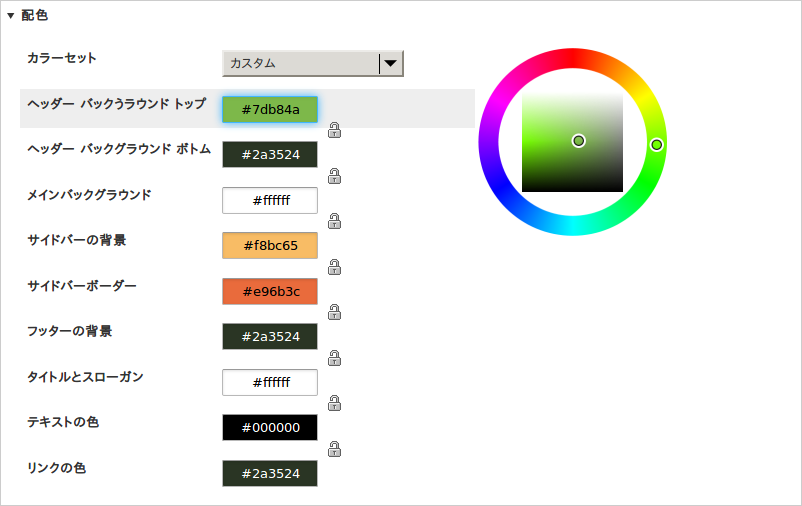 配色
カラーセット
カスタム
ヘッダー バックうラウンド トップ
#7db84a
ヘッダー バックグラウンド ボトム
#2a3524
メインバックグラウンド
#ffffff
サイドバーの背景
#f8bc65
サイドバーボーダー
#e96b3c
フッターの背景
#2a3524
タイトルとスローガン
#ffffff
テキストの色
#000000
リンクの色
#2a3524